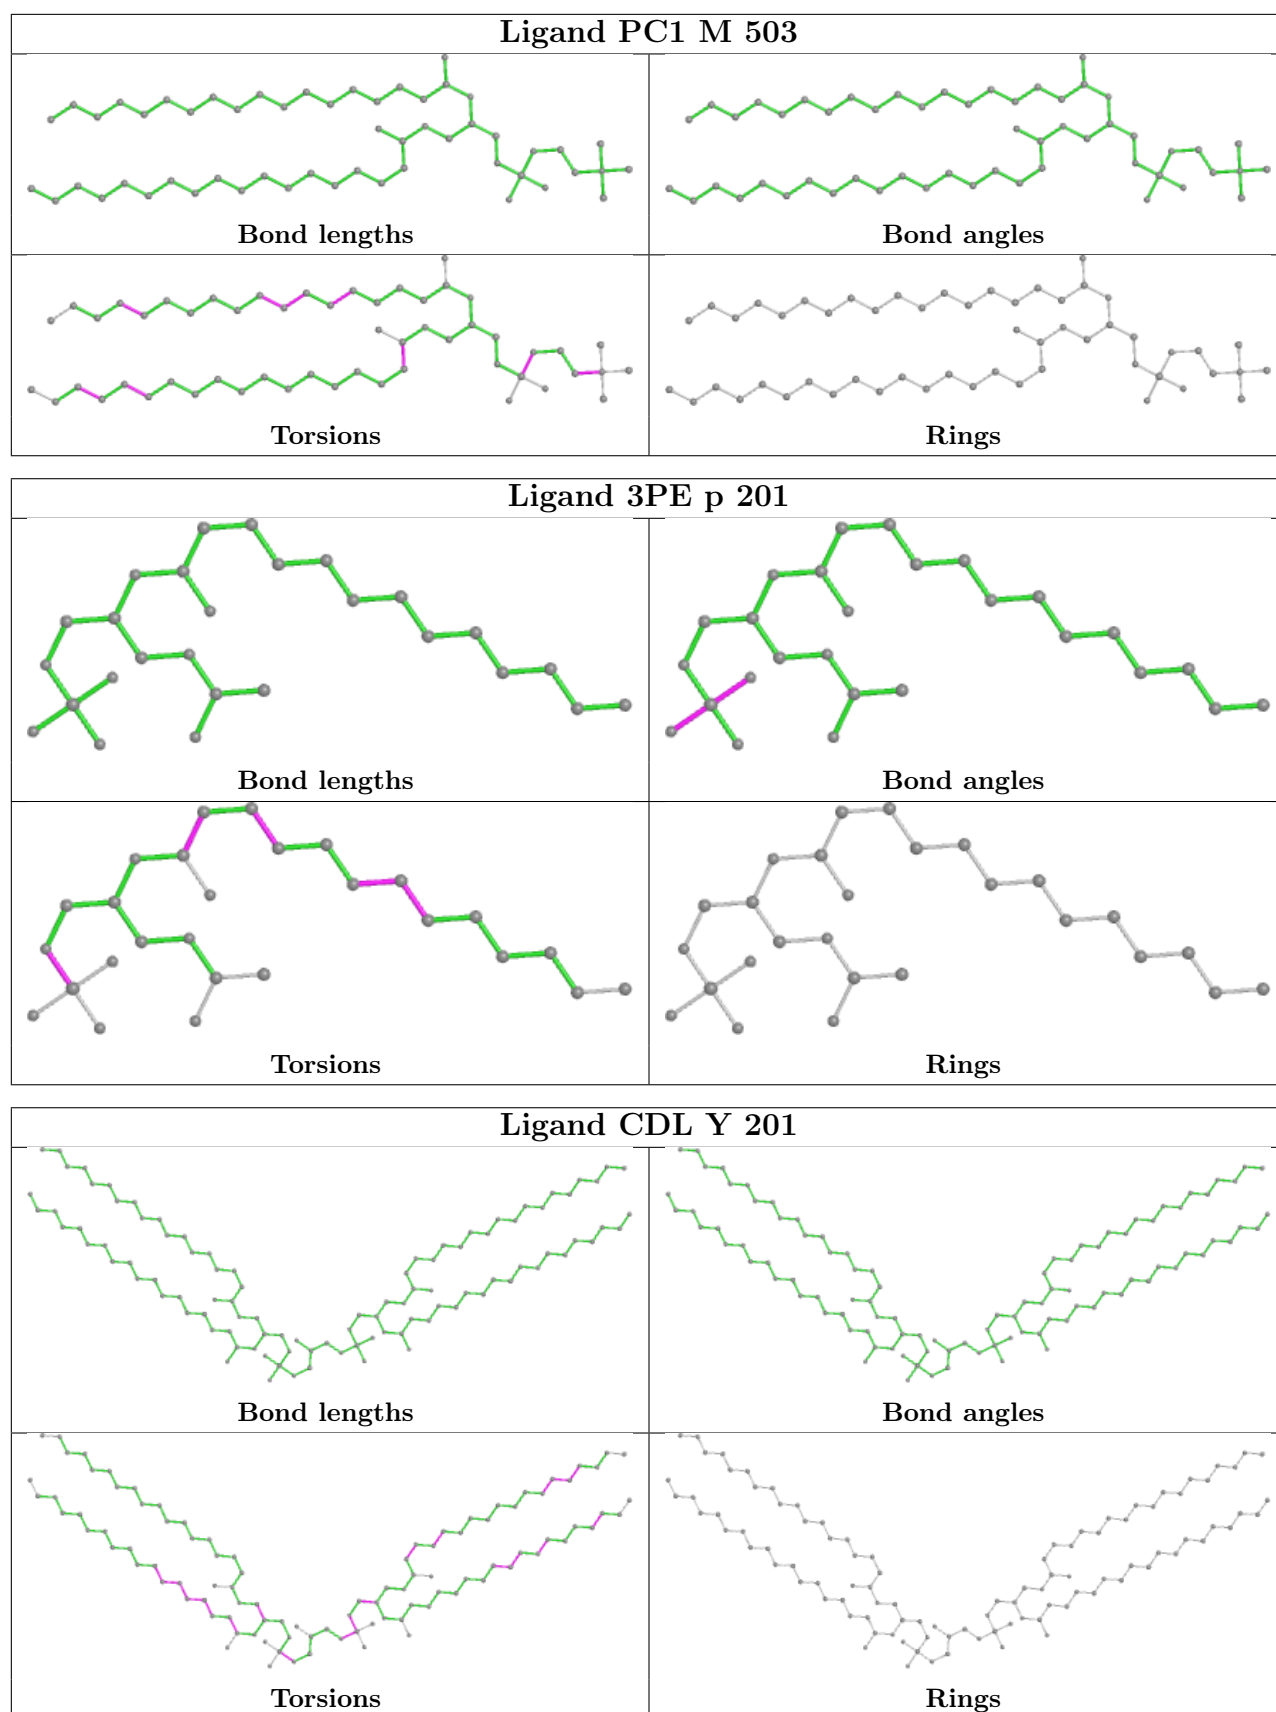 Ligand PC1 M 503
Bond lengths
Bond angles
Torsions
Rings
Ligand 3PE p 201
Bond lengths
Bond angles
Torsions
Rings
Ligand CDL Y 201
Bond lengths
Bond angles
Torsions
Rings